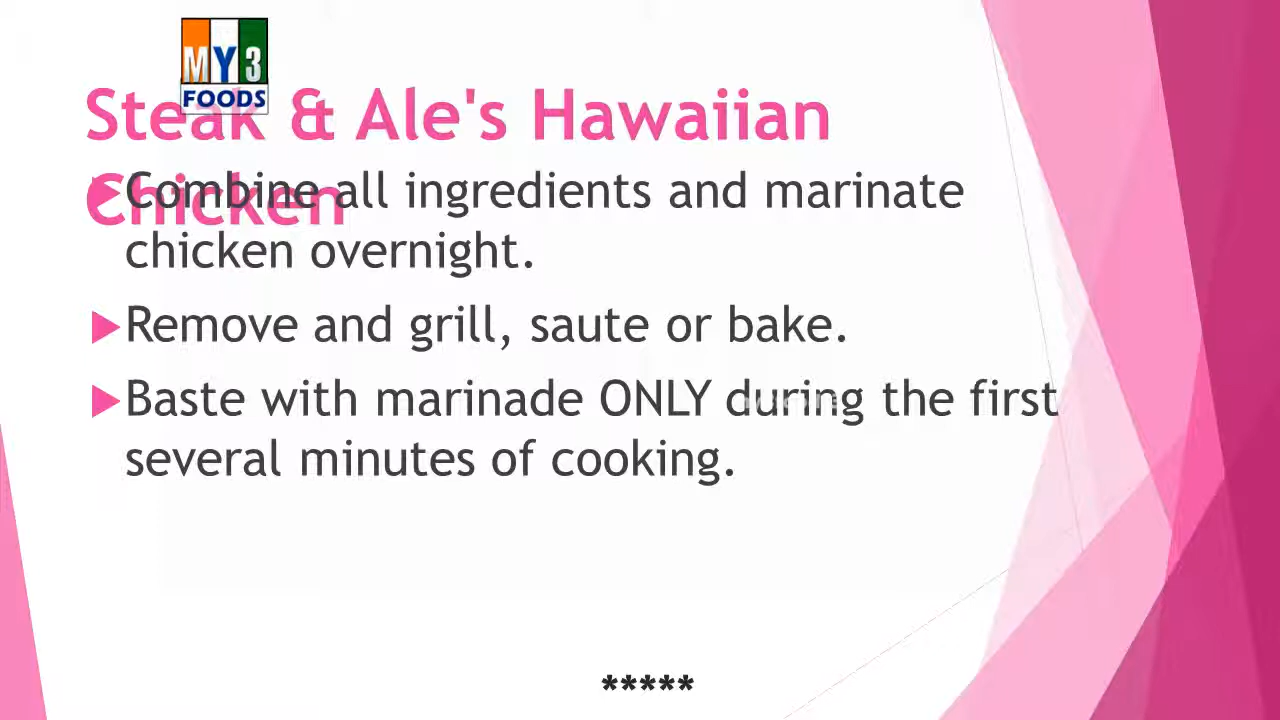 MY3
FOODS
Steak & Ale's Hawaiian
Chicken
Combine all ingredients and marinate
chicken overnight.
Remove and grill, saute or bake.
Baste with marinade ONLY during the first
several minutes of cooking.
*****